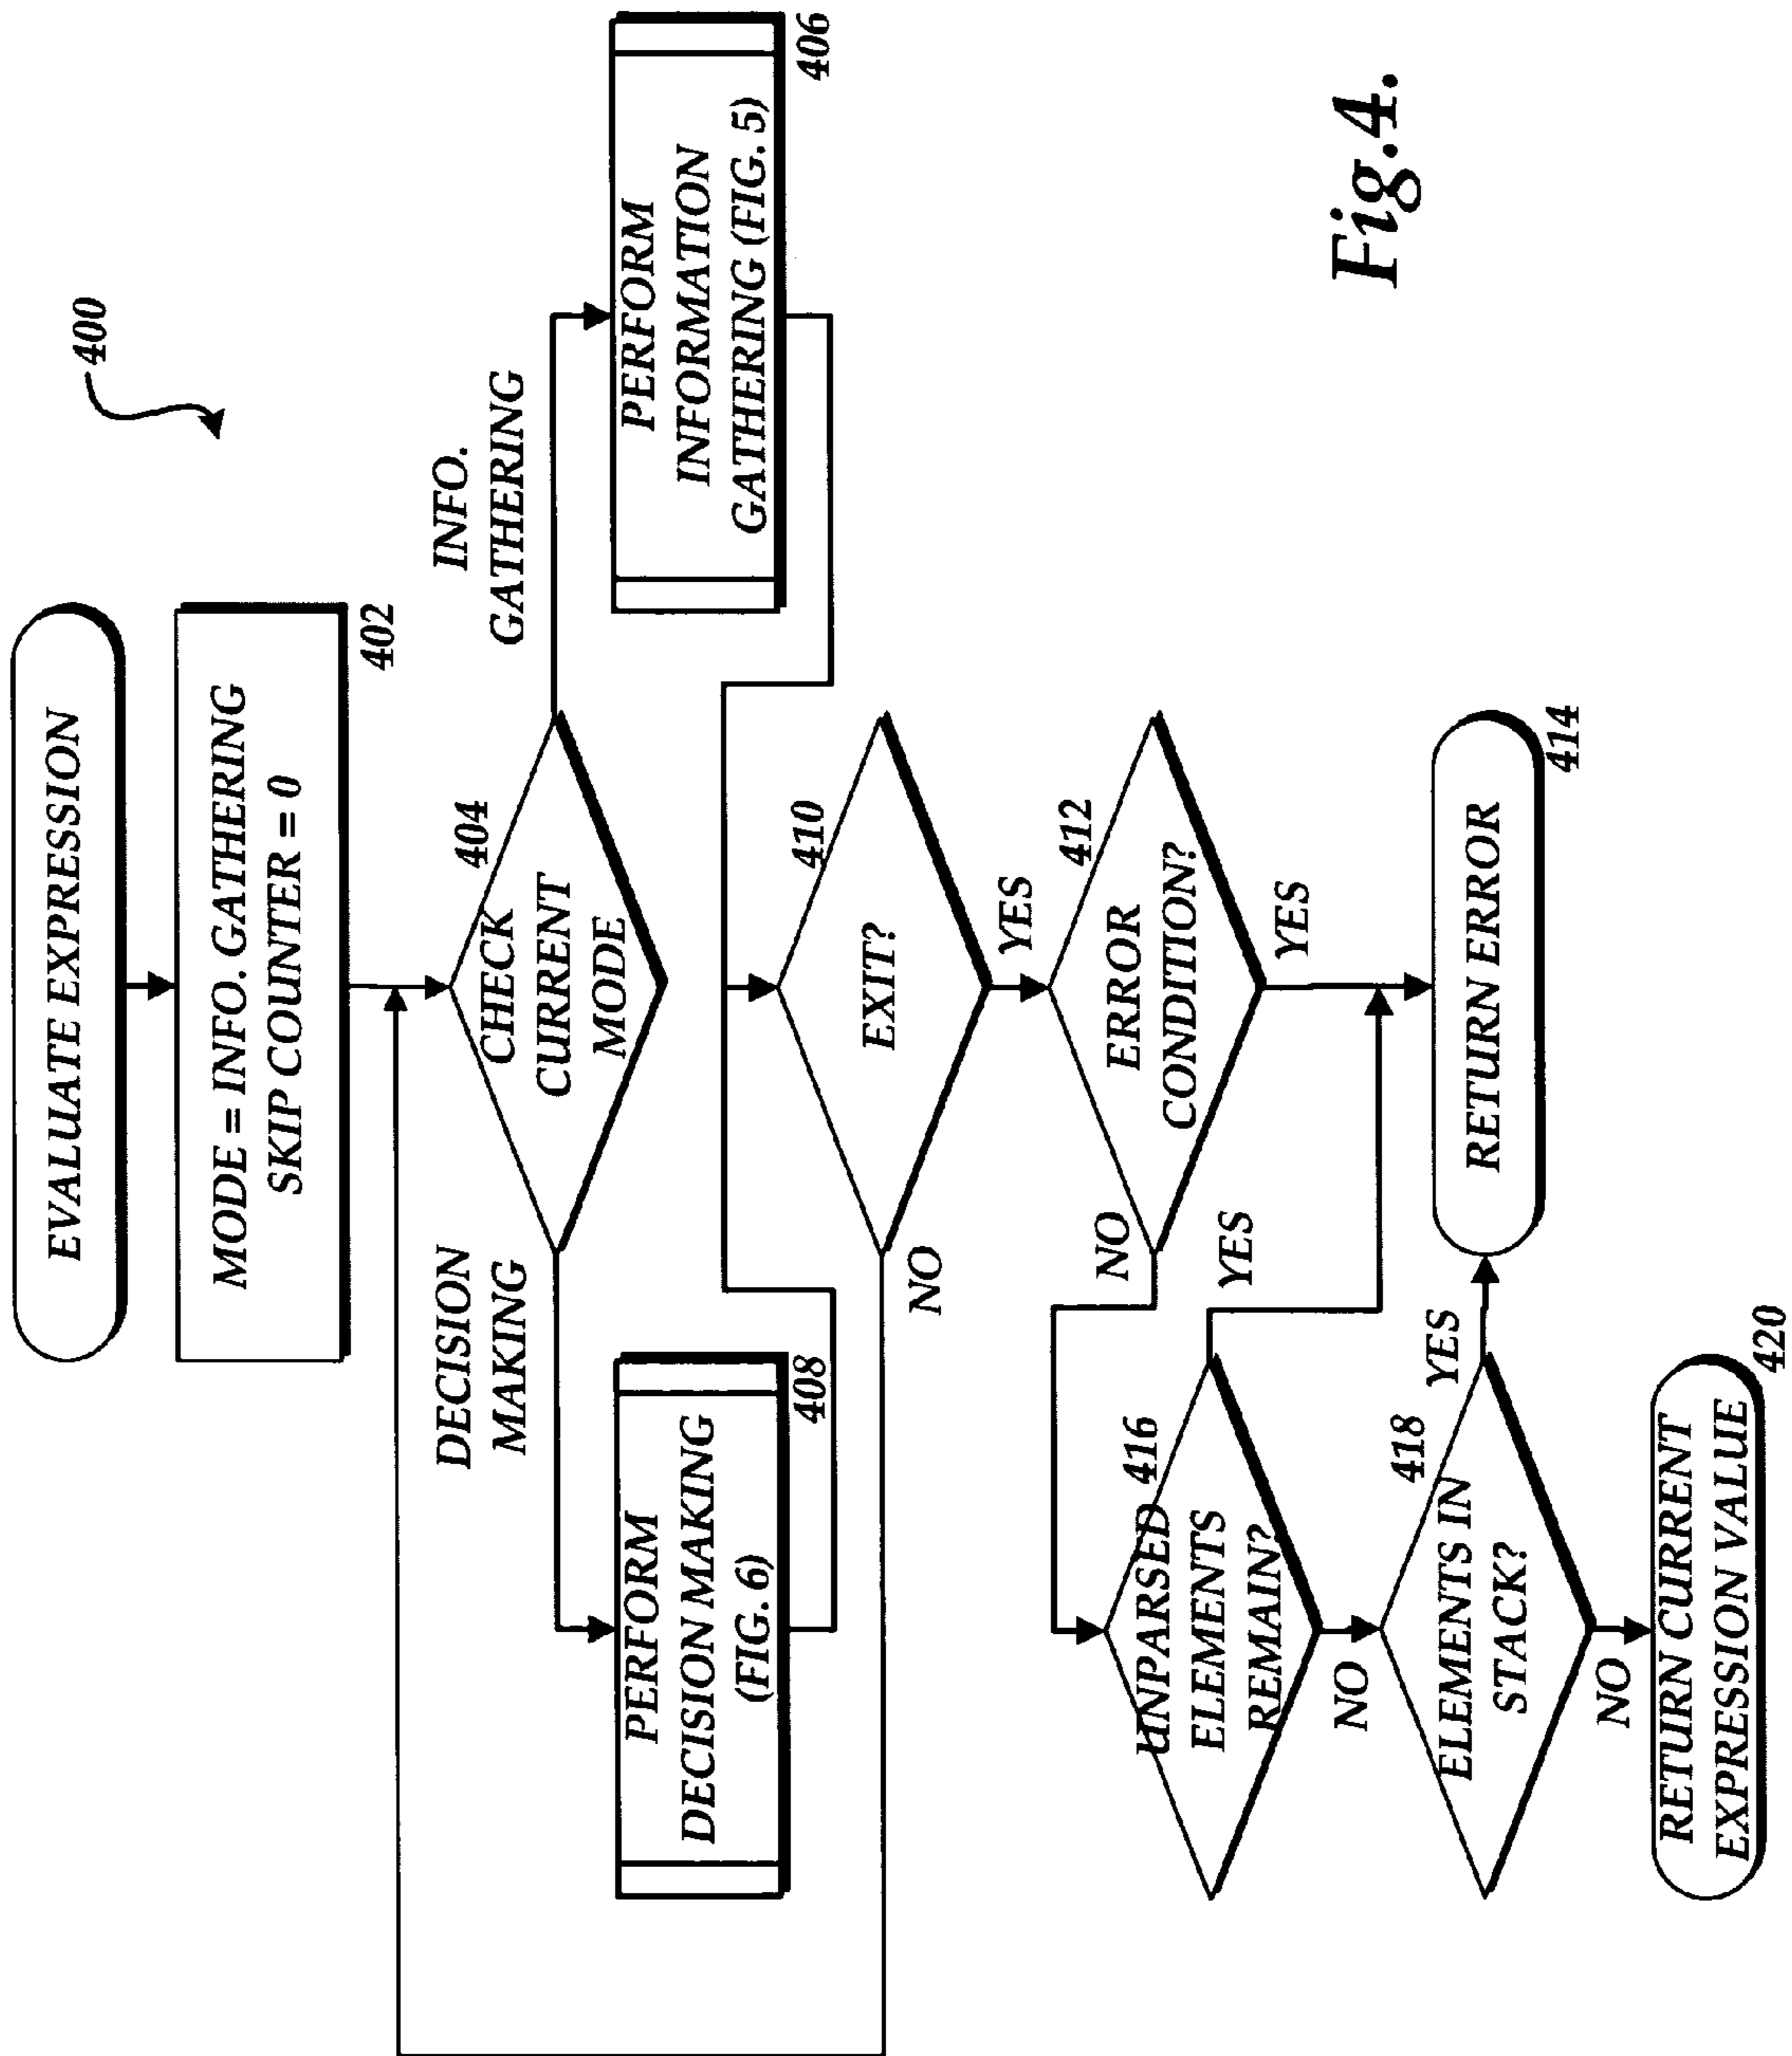 400
EVALUATE EXPRESSION
MODE = INFO. GATHERING
SKIP COUNTER = 0
402
404
CHECK
CURRENT
MODE
DECISION
MAKING
INFO.
GATHERING
PERFORM
DECISION MAKING
(FIG. 6)
408
PERFORM
INFORMATION
GATHERING (FIG. 5)
406
410
EXIT?
NO
YES
412
ERROR
CONDITION?
NO
YES
416
UNPARSED
ELEMENTS
REMAIN?
YES
NO
RETURN ERROR
414
418
ELEMENTS IN
STACK?
YES
NO
RETURN CURRENT
EXPRESSION VALUE
420
Fig.4.